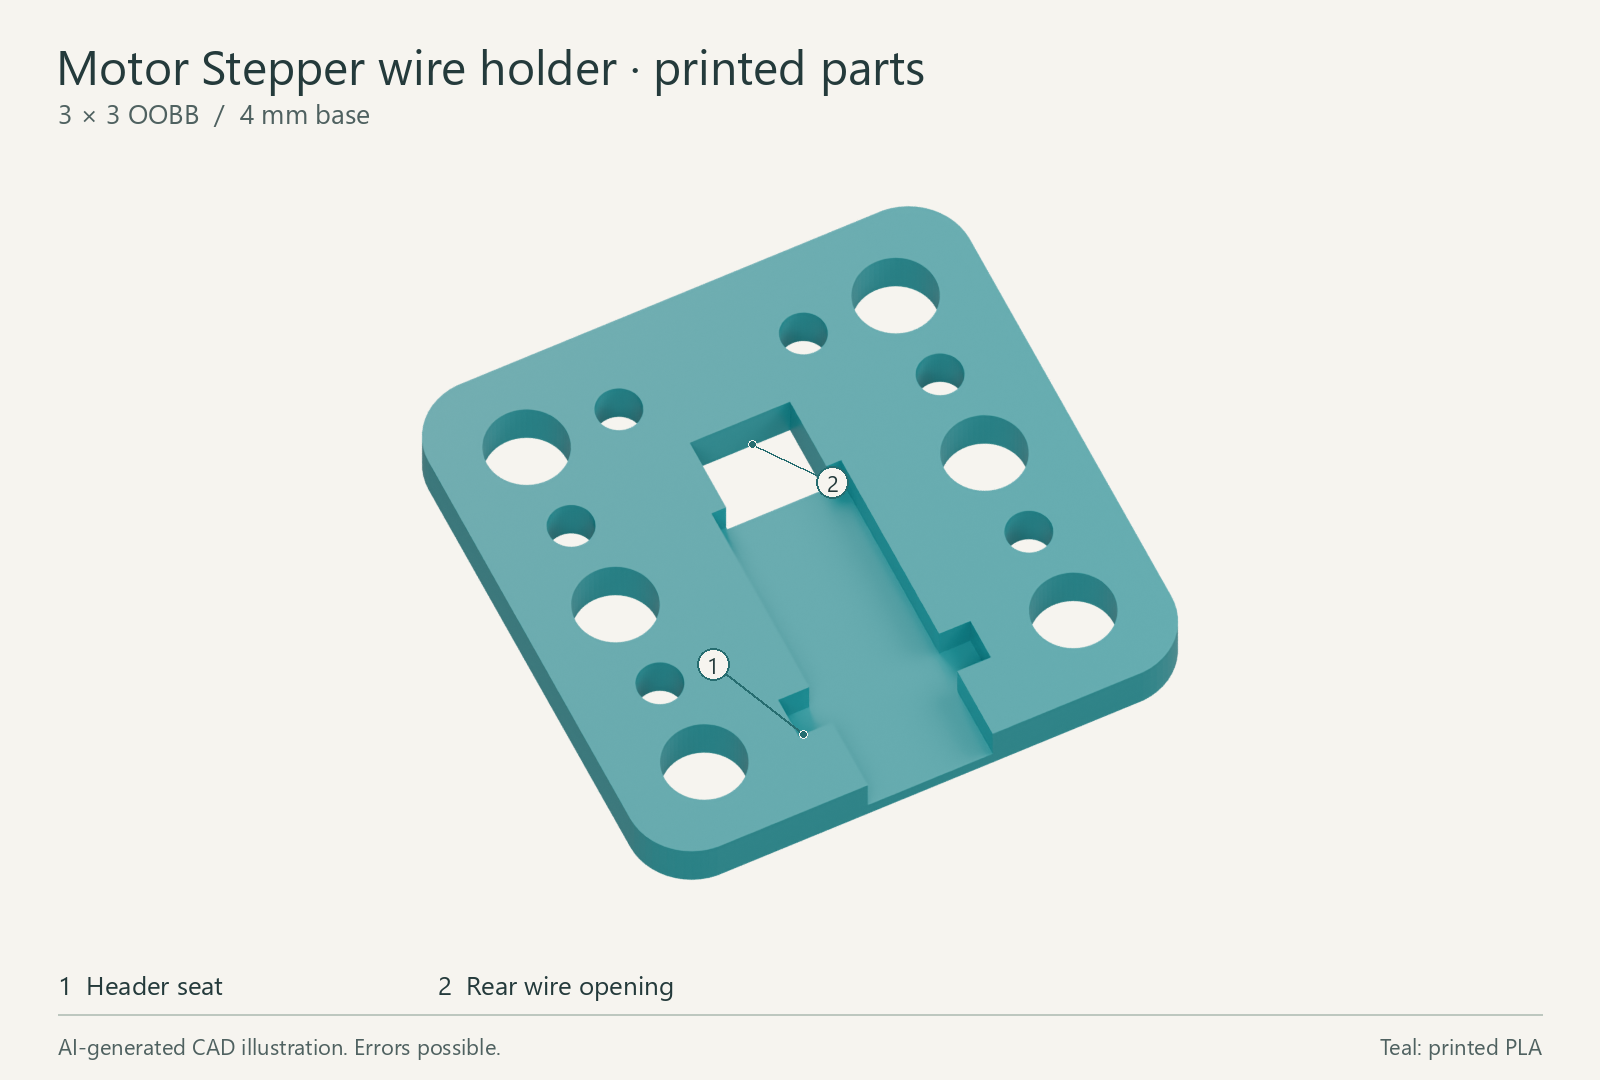 Motor Stepper wire holder · printed parts
3 × 3 OOBB / 4 mm base
2
1
1 Header seat
2 Rear wire opening
AI-generated CAD illustration. Errors possible.
Teal: printed PLA